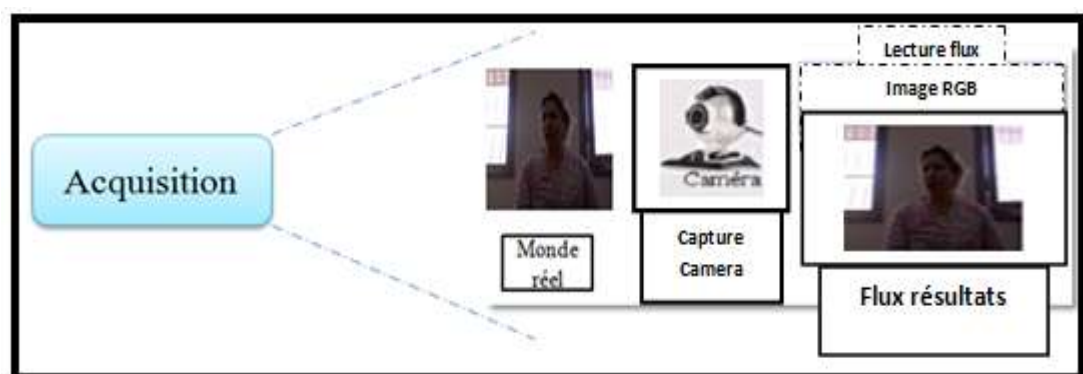 Acquisition
Monde
réel
Caméra
Capture
Camera
Lecture flux
Image RGB
Flux résultats